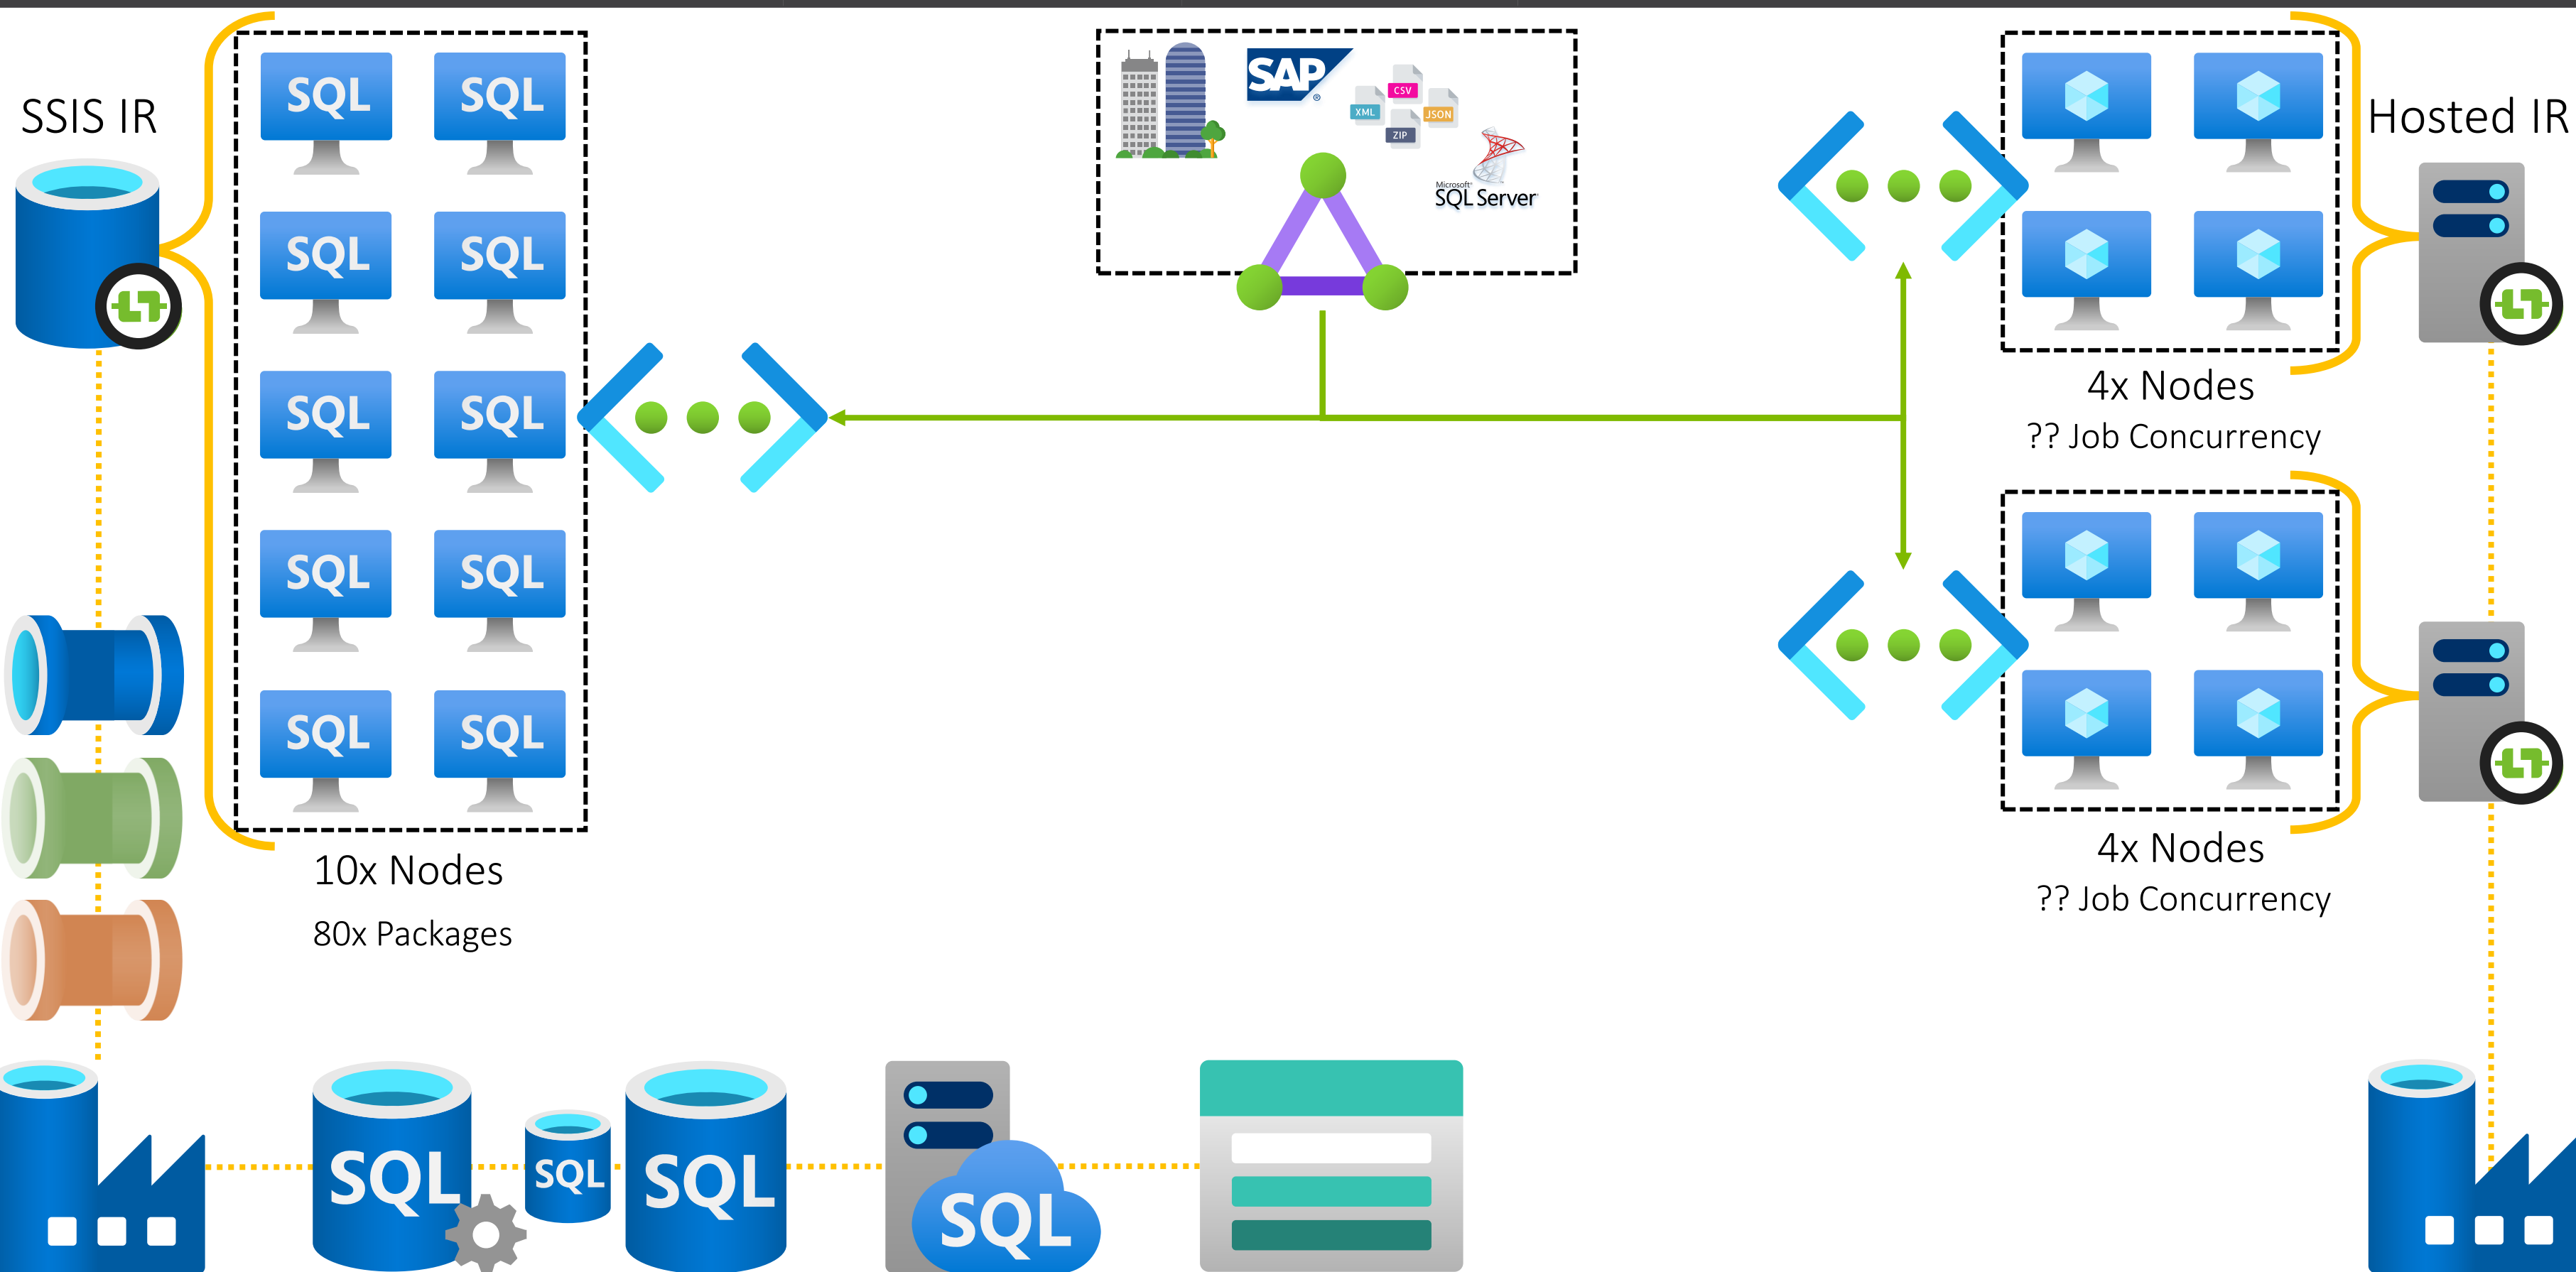 SSIS IR
SQL SQL
SQL SQL
SQL SQL
SQL SQL
SQL SQL
10x Nodes
80x Packages
SAP®
CSV
XML
JSON
ZIP
Microsoft®
SQL Server®
Hosted IR
4x Nodes
?? Job Concurrency
4x Nodes
?? Job Concurrency
SQL
SQL
SQL
SQL